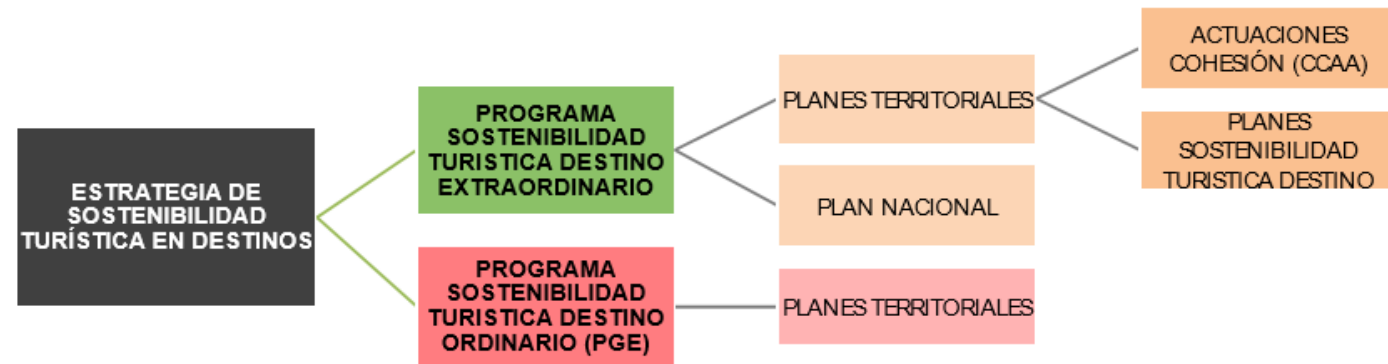 ESTRATEGIA DE
SOSTENIBILIDAD
TURÍSTICA EN DESTINOS
PROGRAMA
SOSTENIBILIDAD
TURISTICA DESTINO
EXTRAORDINARIO
PROGRAMA
SOSTENIBILIDAD
TURISTICA DESTINO
ORDINARIO (PGE)
PLANES TERRITORIALES
PLAN NACIONAL
PLANES TERRITORIALES
ACTUACIONES
COHESIÓN (CCAA)
PLANES
SOSTENIBILIDAD
TURISTICA DESTINO